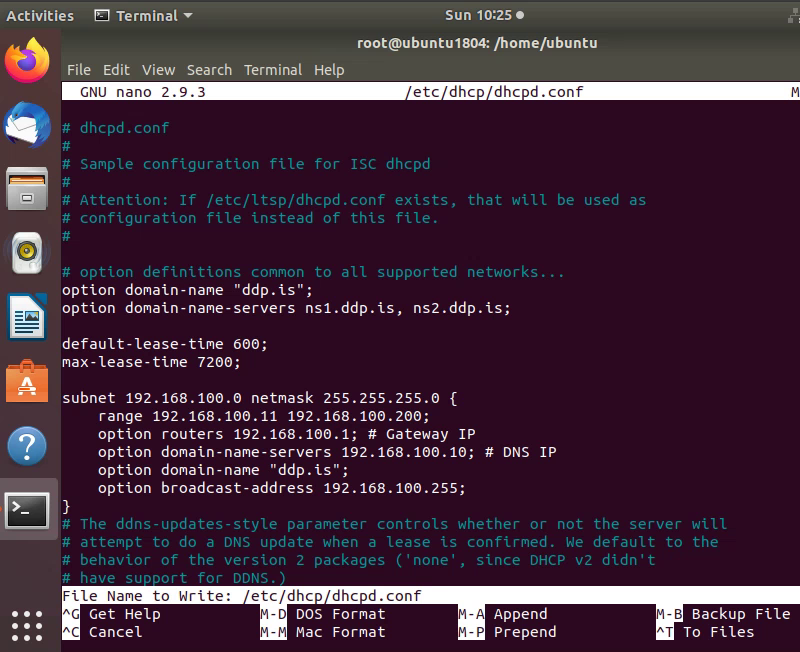 Activities Terminal Sun 10:25
root@ubuntu1804: /home/ubuntu
File Edit View Search Terminal Help
GNU nano 2.9.3 /etc/dhcp/dhcpd.conf M
# dhcpd.conf
#
# Sample configuration file for ISC dhcpd
#
# Attention: If /etc/ltsp/dhcpd.conf exists, that will be used as
# configuration file instead of this file.
#
# option definitions common to all supported networks...
option domain-name "ddp.is";
option domain-name-servers ns1.ddp.is, ns2.ddp.is;
default-lease-time 600;
max-lease-time 7200;
subnet 192.168.100.0 netmask 255.255.255.0 {
range 192.168.100.11 192.168.100.200;
option routers 192.168.100.1; # Gateway IP
option domain-name-servers 192.168.100.10; # DNS IP
option domain-name "ddp.is";
option broadcast-address 192.168.100.255;
}
# The ddns-updates-style parameter controls whether or not the server will
# attempt to do a DNS update when a lease is confirmed. We default to the
# behavior of the version 2 packages ('none', since DHCP v2 didn't
# have support for DDNS.)
File Name to Write: /etc/dhcp/dhcpd.conf
^G Get Help M-D DOS Format M-A Append M-B Backup File
^C Cancel M-M Mac Format M-P Prepend ^T To Files